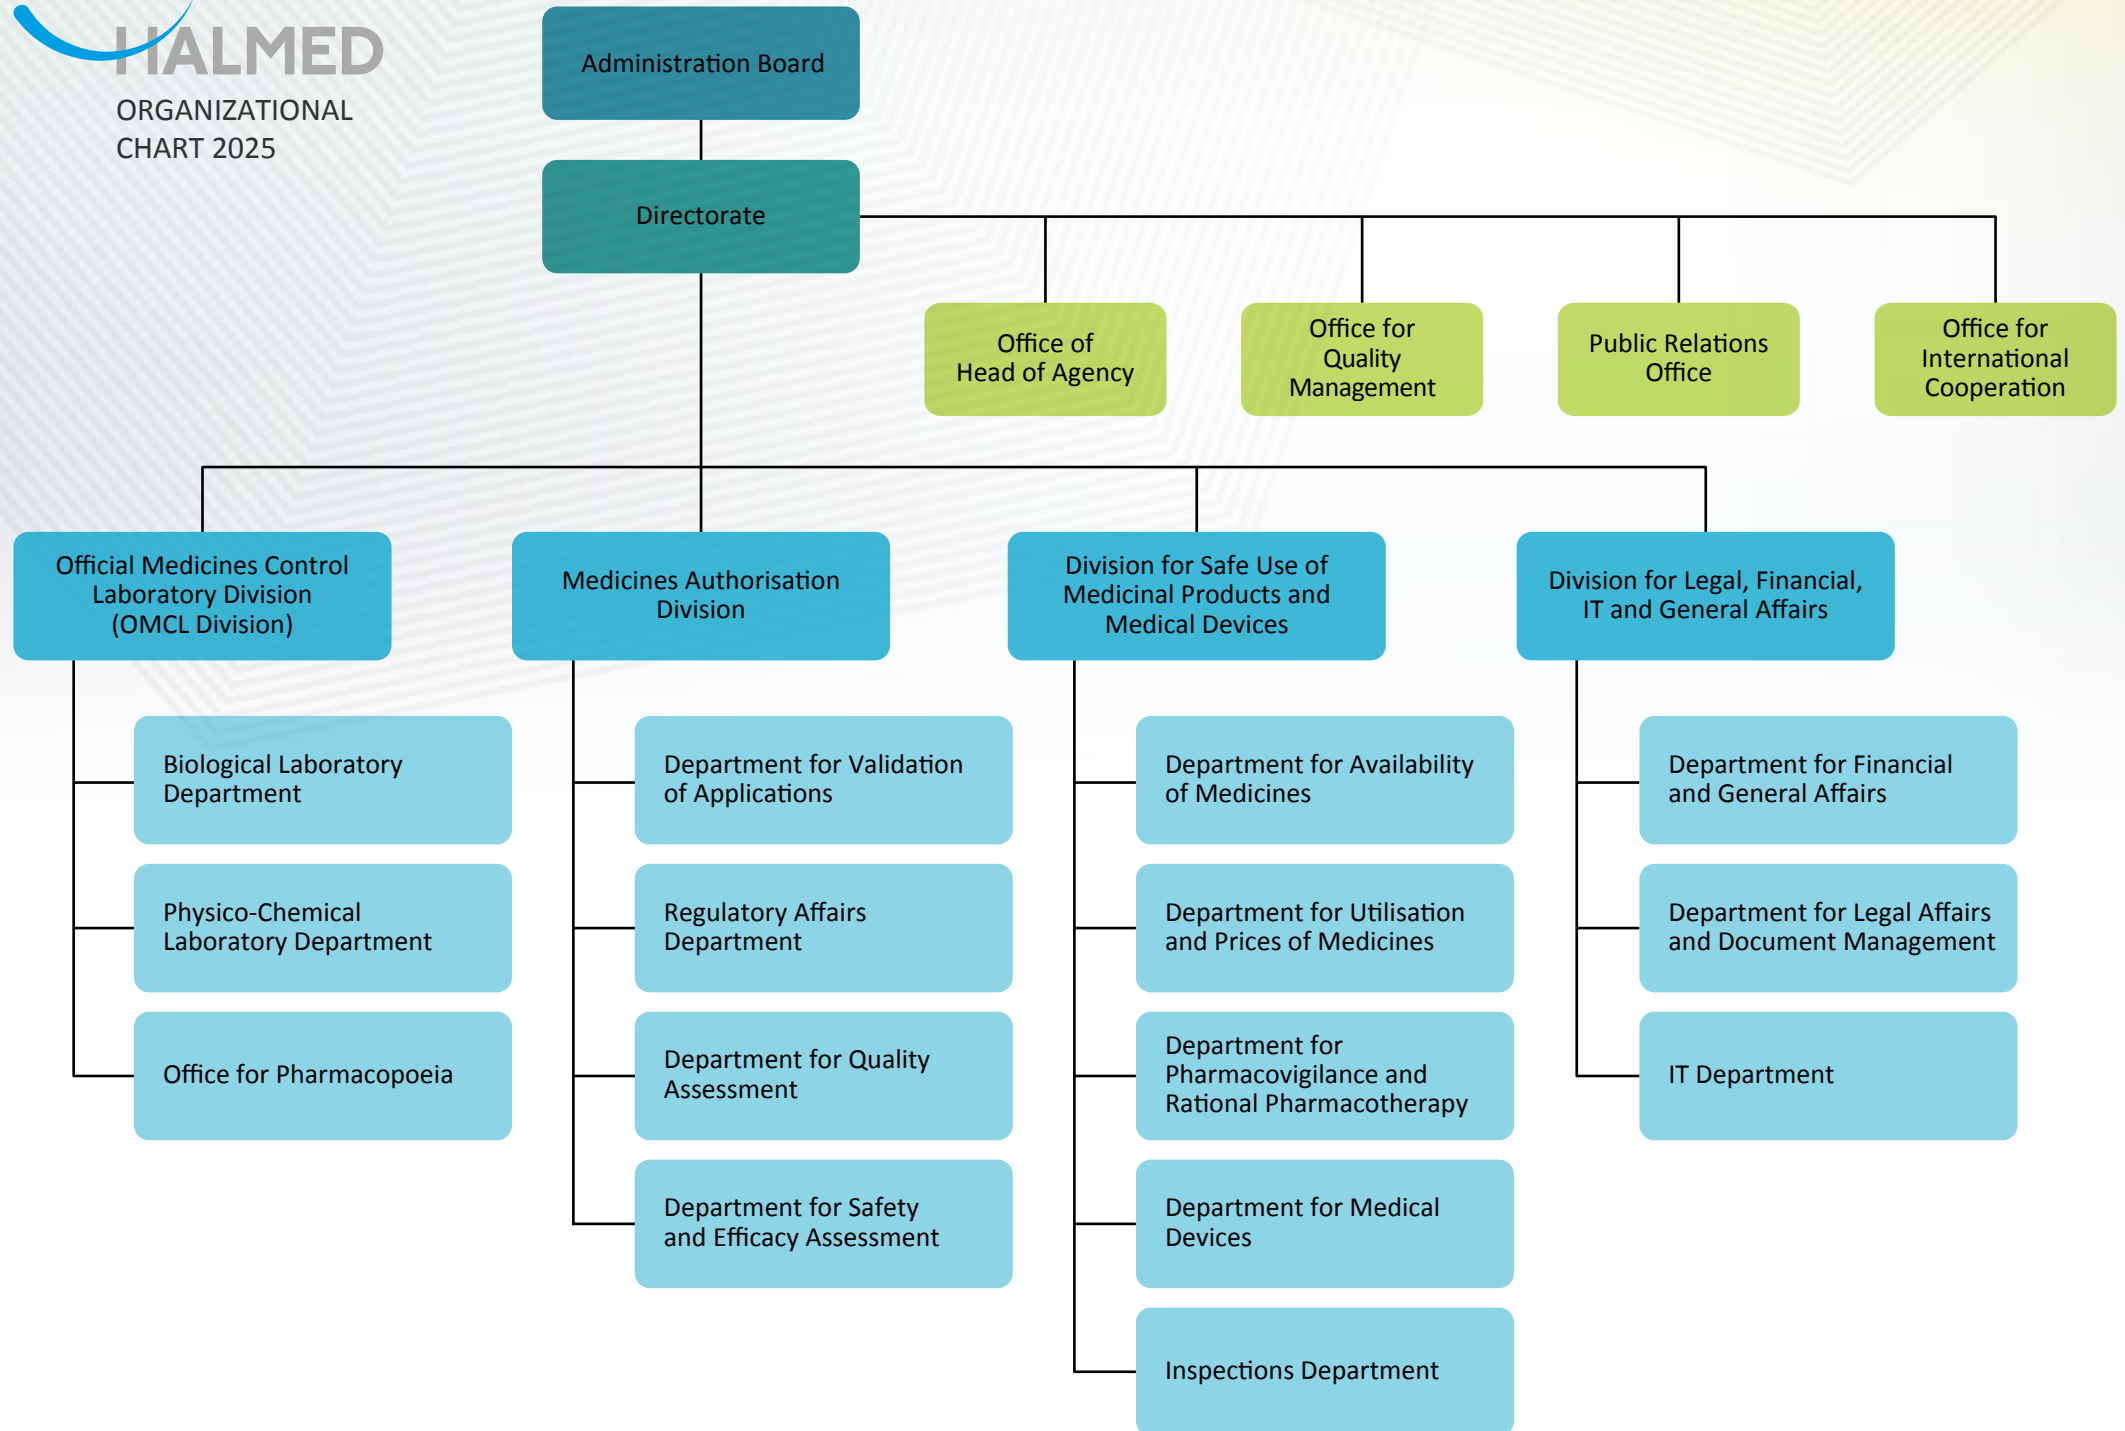 HALMED
ORGANIZATIONAL
CHART 2025
Administration Board
Directorate
Office of
Head of Agency
Office for
Quality
Management
Public Relations
Office
Office for
International
Cooperation
Official Medicines Control
Laboratory Division
(OMCL Division)
Medicines Authorisation
Division
Division for Safe Use of
Medicinal Products and
Medical Devices
Division for Legal, Financial,
IT and General Affairs
Biological Laboratory
Department
Physico-Chemical
Laboratory Department
Office for Pharmacopoeia
Department for Validation
of Applications
Regulatory Affairs
Department
Department for Quality
Assessment
Department for Safety
and Efficacy Assessment
Department for Availability
of Medicines
Department for Utilisation
and Prices of Medicines
Department for
Pharmacovigilance and
Rational Pharmacotherapy
Department for Medical
Devices
Inspections Department
Department for Financial
and General Affairs
Department for Legal Affairs
and Document Management
IT Department